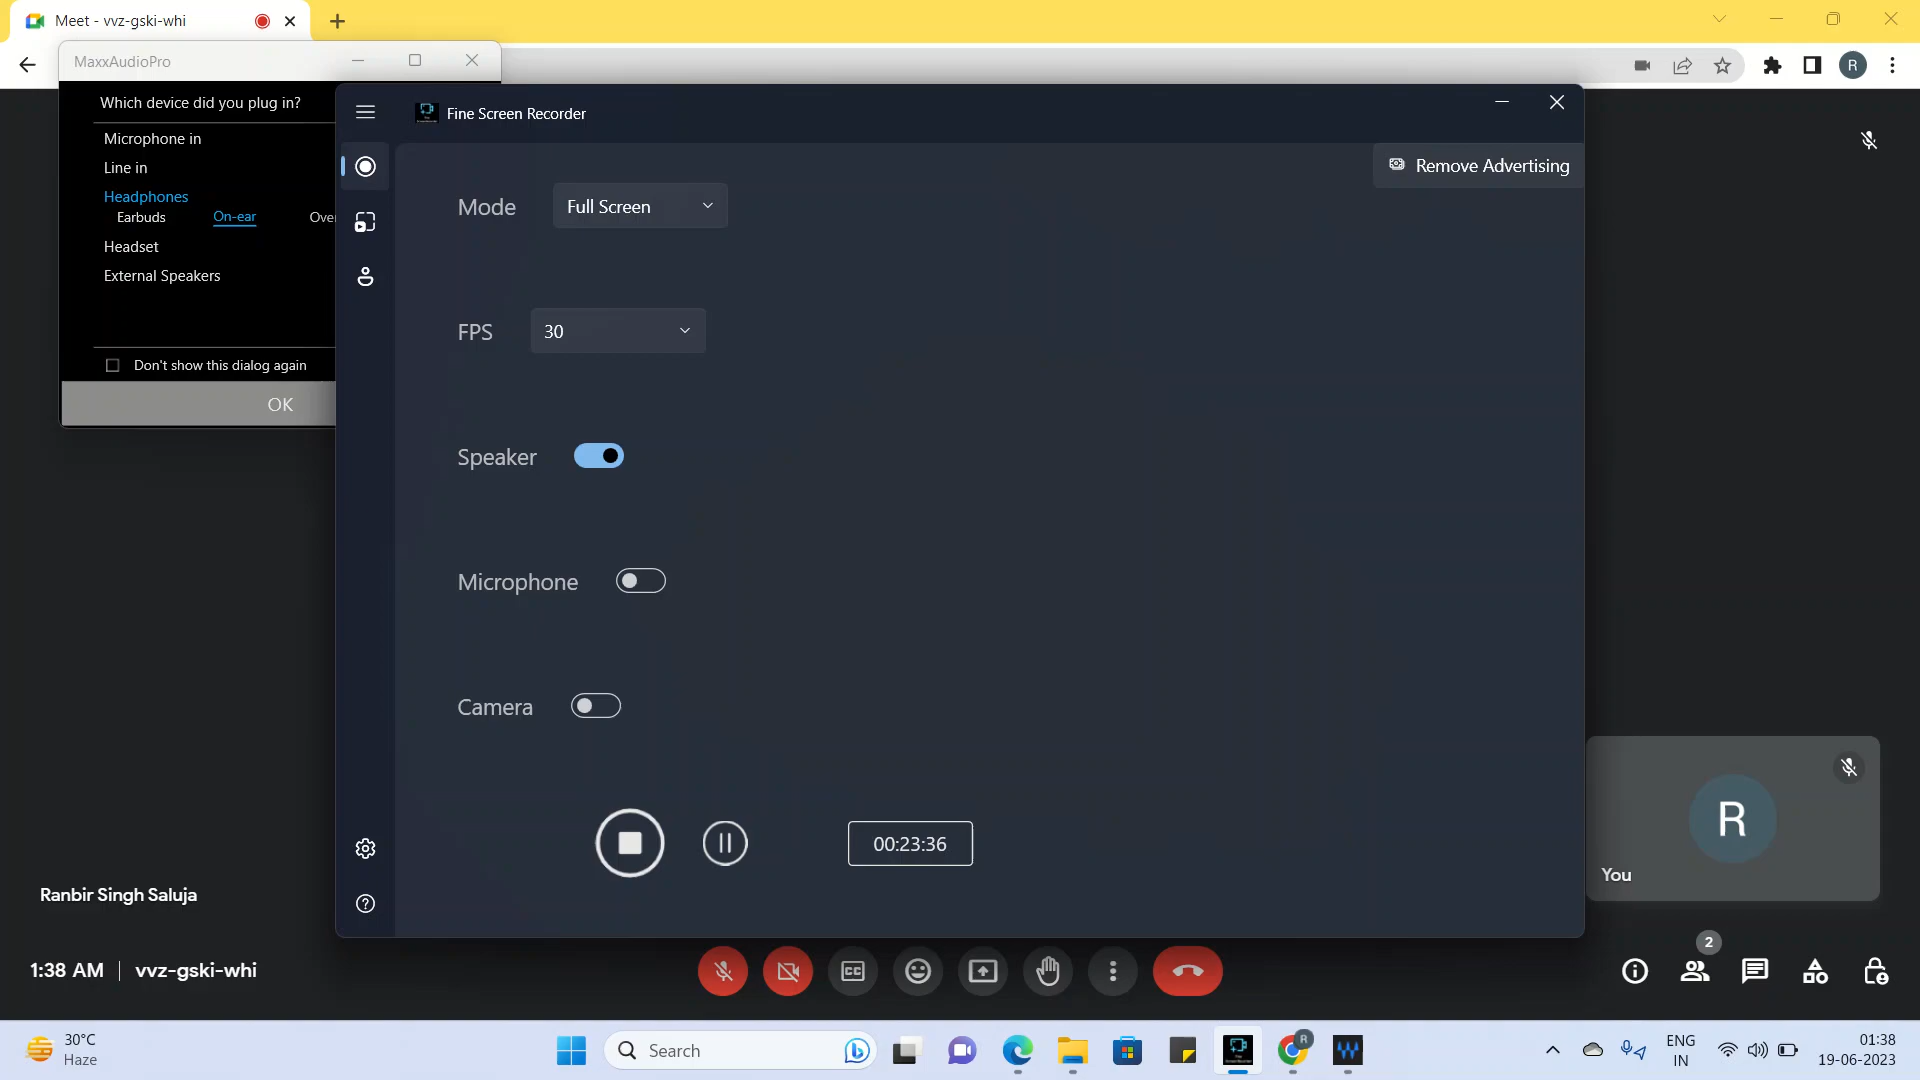 Meet - vvz-gski-whi
R
MaxxAudioPro
Which device did you plug in?
Microphone in
Line in
Headphones
Earbuds On-ear Over
Headset
External Speakers
Don't show this dialog again
OK
Fine Screen Recorder
Remove Advertising
Mode Full Screen
FPS 30
Speaker
Microphone
Camera
00:23:36
R
You
Ranbir Singh Saluja
1:38 AM | vvz-gski-whi
CC
2
30°C
Haze
Search
R
ENG
IN
01:38
19-06-2023